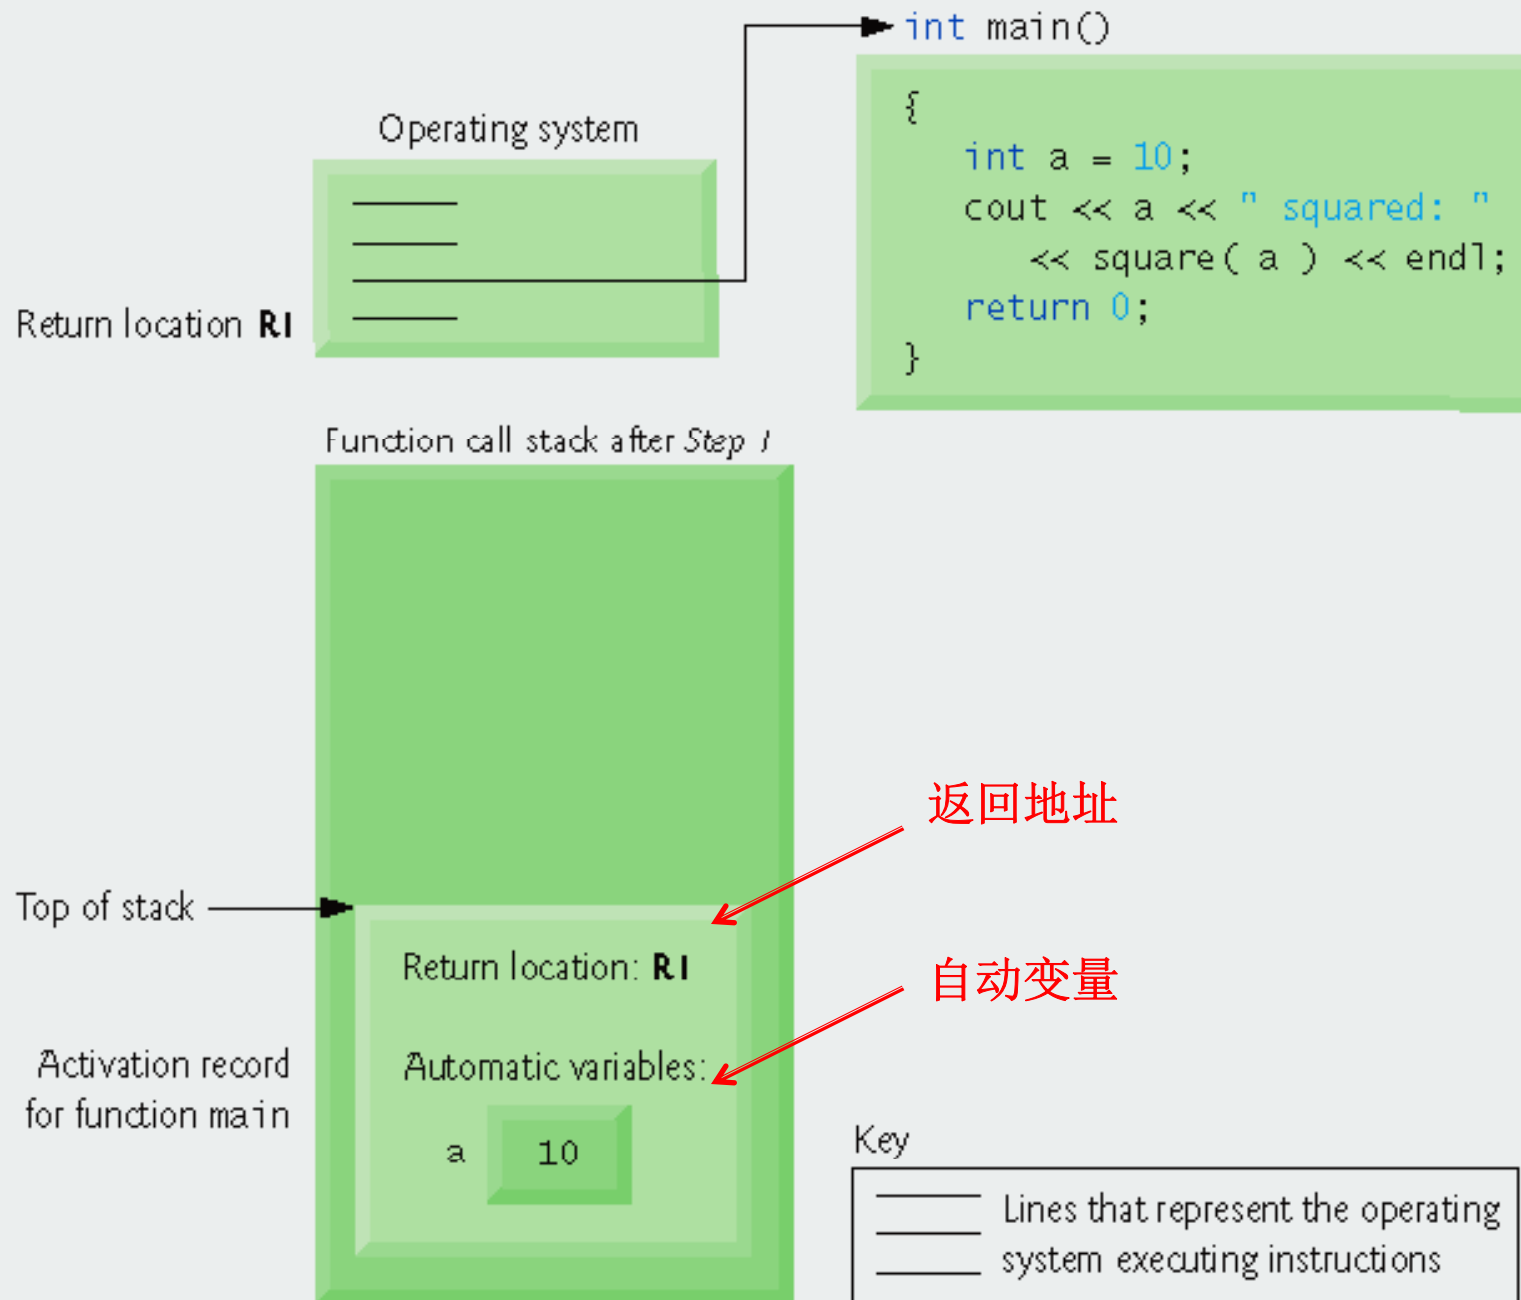 int main()
{
int a = 10;
cout << a << " squared: "
<< square( a ) << endl;
return 0;
}
Operating system
Return location R1
Function call stack after Step 1
返回地址
Top of stack
Return location: R1
自动变量
Activation record
for function main
Automatic variables:
a 10
Key
Lines that represent the operating
system executing instructions